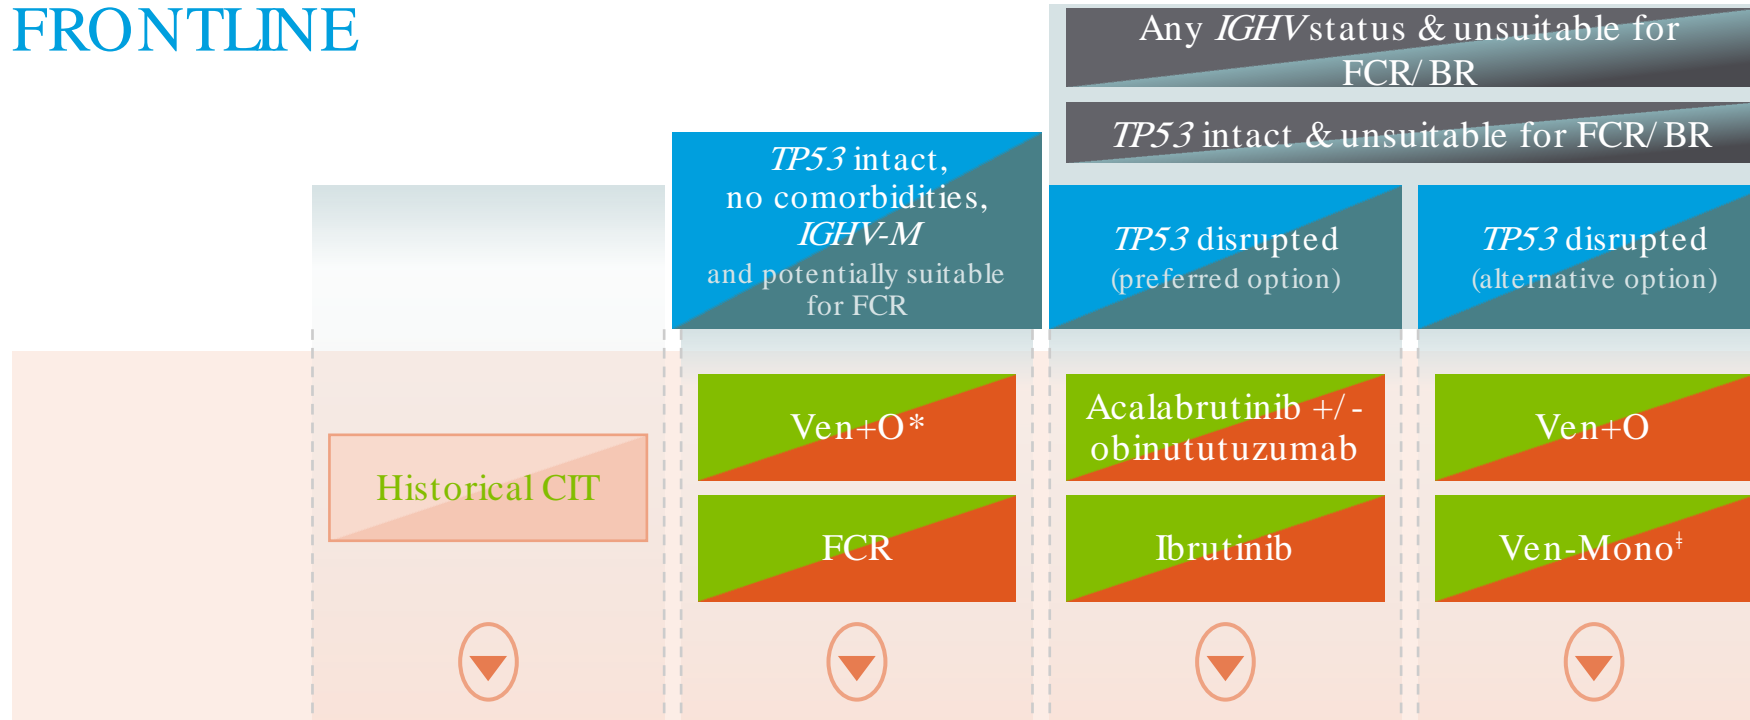 FRONTLINE
Any IGHV status & unsuitable for
FCR/BR
TP53 intact & unsuitable for FCR/BR
TP53 intact,
no comorbidities,
IGHV-M
and potentially suitable
for FCR
TP53 disrupted
(preferred option)
TP53 disrupted
(alternative option)
Historical CIT
Ven+O*
FCR
Acalabrutinib +/-
obinututuzumab
Ibrutinib
Ven+O
Ven-Mono‡